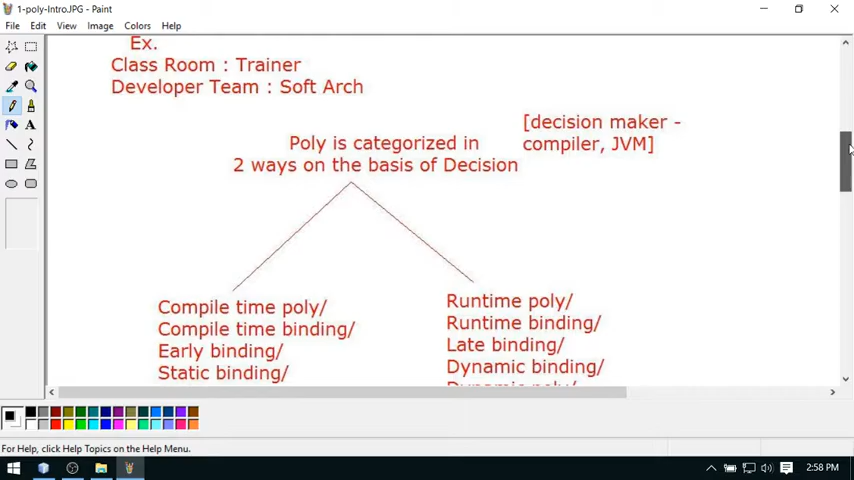 1-poly-Intro.JPG - Paint
File Edit View Image Colors Help
Ex.
Class Room : Trainer
Developer Team : Soft Arch
[decision maker -
compiler, JVM]
Poly is categorized in
2 ways on the basis of Decision
Compile time poly/
Compile time binding/
Early binding/
Static binding/
Runtime poly/
Runtime binding/
Late binding/
Dynamic binding/
Dynamic poly/
For Help, click Help Topics on the Help Menu.
2:58 PM